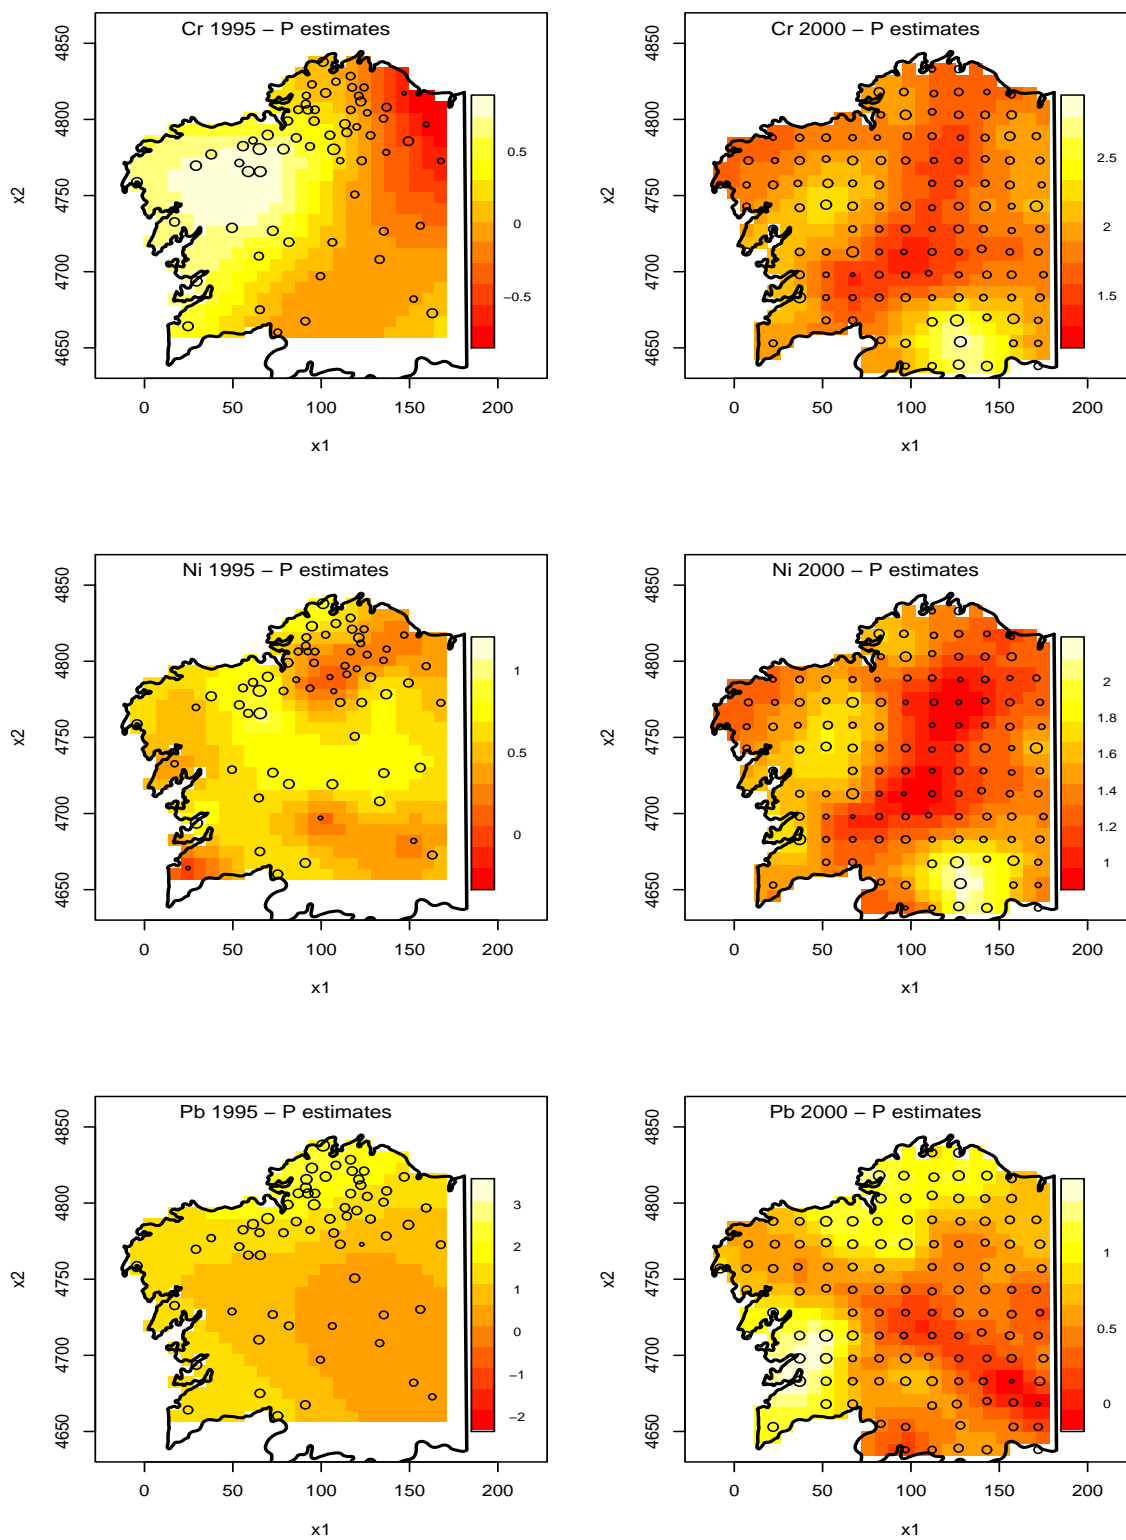 Cr 1995 – P estimates
x2
4650 4700 4750 4800 4850
0.5
0
−0.5
0 50 100 150 200
x1
Cr 2000 – P estimates
x2
4650 4700 4750 4800 4850
2.5
2
1.5
0 50 100 150 200
x1
Ni 1995 – P estimates
x2
4650 4700 4750 4800 4850
1
0.5
0
0 50 100 150 200
x1
Ni 2000 – P estimates
x2
4650 4700 4750 4800 4850
2
1.8
1.6
1.4
1.2
1
0 50 100 150 200
x1
Pb 1995 – P estimates
x2
4650 4700 4750 4800 4850
3
2
1
0
−1
−2
0 50 100 150 200
x1
Pb 2000 – P estimates
x2
4650 4700 4750 4800 4850
1
0.5
0
0 50 100 150 200
x1